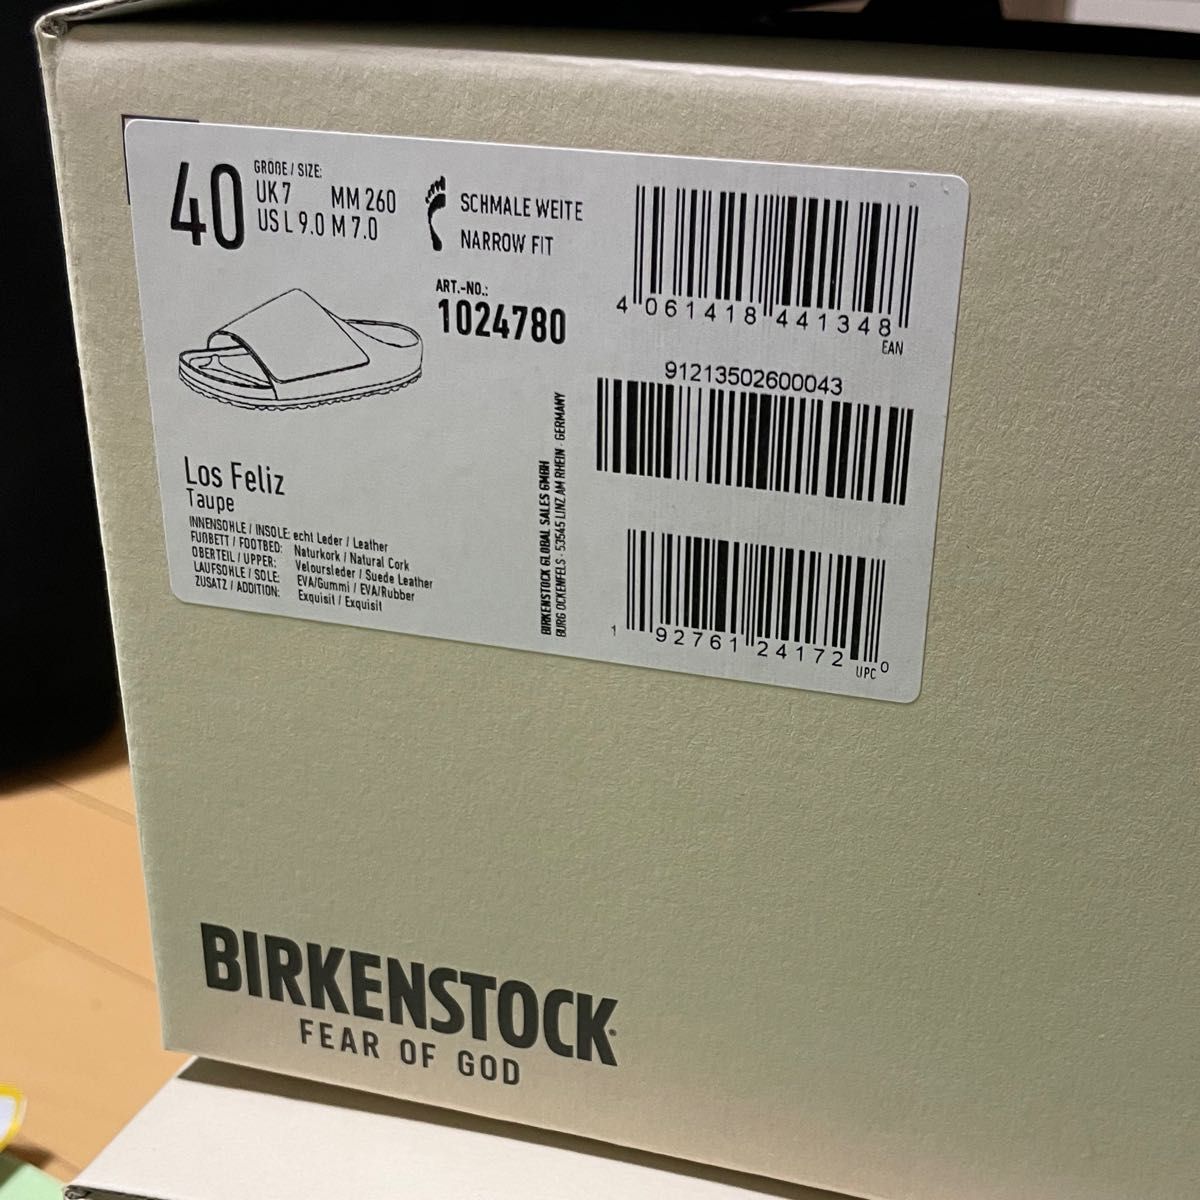 40
GRÖßE / SIZE:
UK 7 MM 260
US L 9.0 M 7.0
SCHMALE WEITE
NARROW FIT
ART.-NO.:
1024780
4 061418 441348
EAN
91213502600043
Los Feliz
Taupe
INNENSOHLE / INSOLE: echt Leder / Leather
FUßBETT / FOOTBED: Naturkork / Natural Cork
OBERTEIL / UPPER: Veloursleder / Suede Leather
LAUFSOHLE / SOLE: EVA/Gummi / EVA/Rubber
ZUSATZ / ADDITION: Exquisit / Exquisit
BIRKENSTOCK GLOBAL SALES GMBH
BURG OCKENFELS · 53545 LINZ AM RHEIN · GERMANY
1 92761 24172 0
UPC
BIRKENSTOCK
FEAR OF GOD